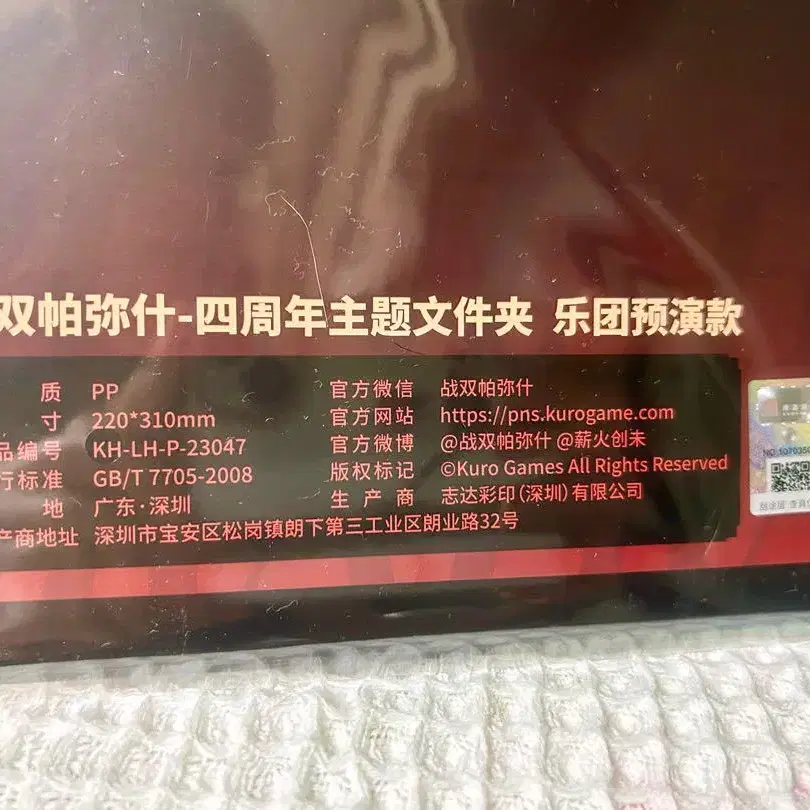 双帕弥什-四周年主题文件夹 乐团预演款
质 PP 官方微信 战双帕弥什
寸 220*310mm 官方网站 https://pns.kurogame.com
品编号 KH-LH-P-23047 官方微博 @战双帕弥什 @薪火创未
行标准 GB/T 7705-2008 版权标记 ©Kuro Games All Rights Reserved
地 广东·深圳 生产商 志达彩印(深圳)有限公司
产商地址 深圳市宝安区松岗镇朗下第三工业区朗业路32号